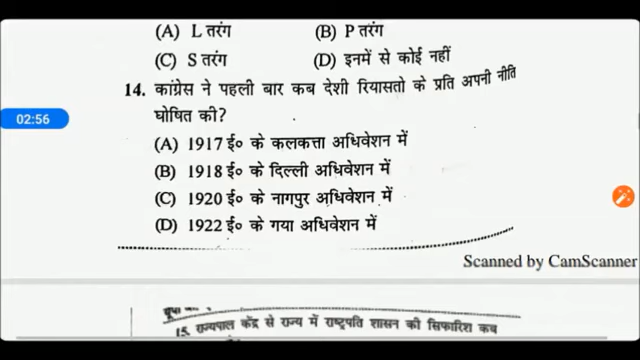 (A) L तरंग (B) P तरंग
(C) S तरंग (D) इनमें से कोई नहीं
14. कांग्रेस ने पहली बार कब देशी रियासतो के प्रति अपनी नीति
घोषित की?
02:56
(A) 1917 ई० के कलकत्ता अधिवेशन में
(B) 1918 ई० के दिल्ली अधिवेशन में
(C) 1920 ई० के नागपुर अधिवेशन में
(D) 1922 ई० के गया अधिवेशन में
Scanned by CamScanner
15. राज्यपाल केंद्र से राज्य में राष्ट्रपति शासन की सिफारिश कब